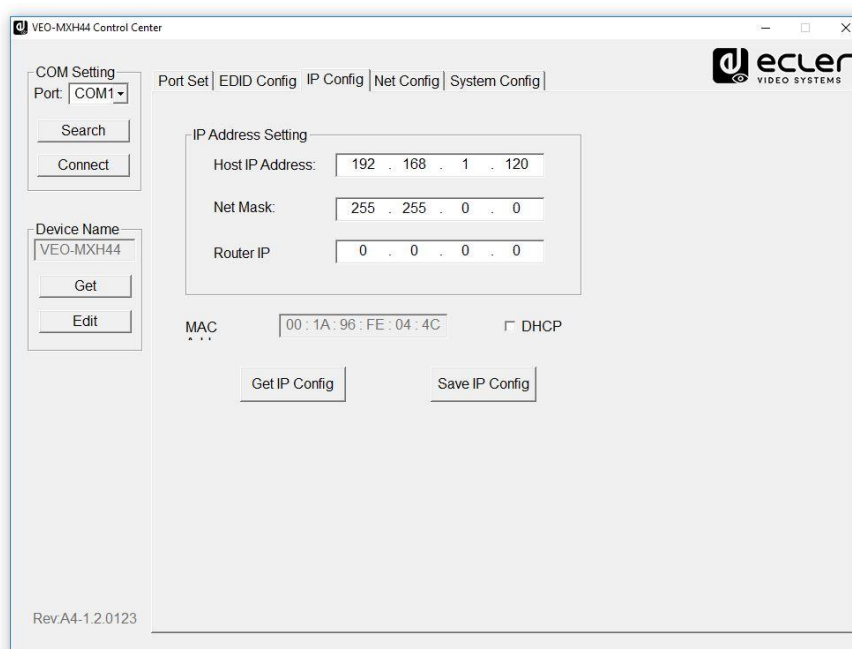 VEO-MXH44 Control Center
ecler
VIDEO SYSTEMS
COM Setting
Port: COM1
Search
Connect
Device Name
VEO-MXH44
Get
Edit
Rev:A4-1.2.0123
Port Set EDID Config IP Config Net Config System Config
IP Address Setting
Host IP Address: 192 . 168 . 1 . 120
Net Mask: 255 . 255 . 0 . 0
Router IP 0 . 0 . 0 . 0
MAC 00 : 1A : 96 : FE : 04 : 4C DHCP
Get IP Config Save IP Config